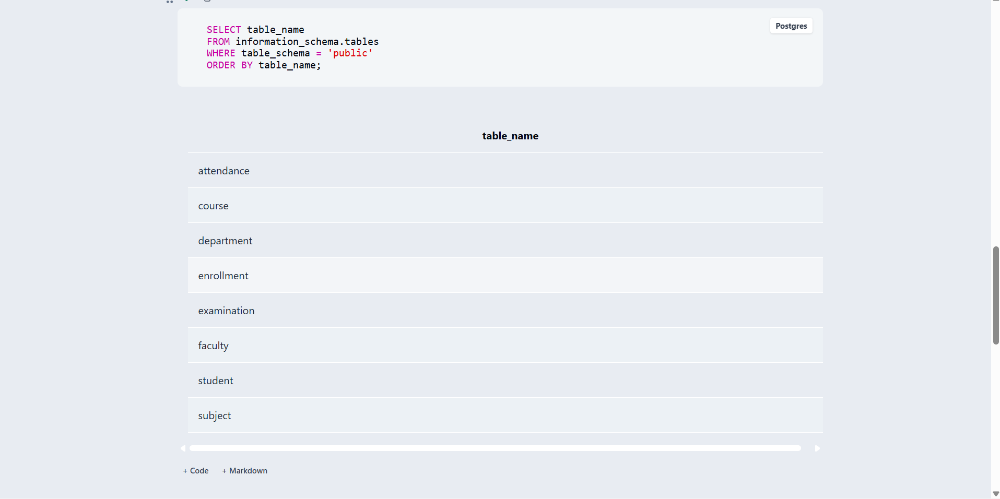 SELECT table_name
FROM information_schema.tables
WHERE table_schema = 'public'
ORDER BY table_name;
Postgres
table_name
attendance
course
department
enrollment
examination
faculty
student
subject
+ Code + Markdown